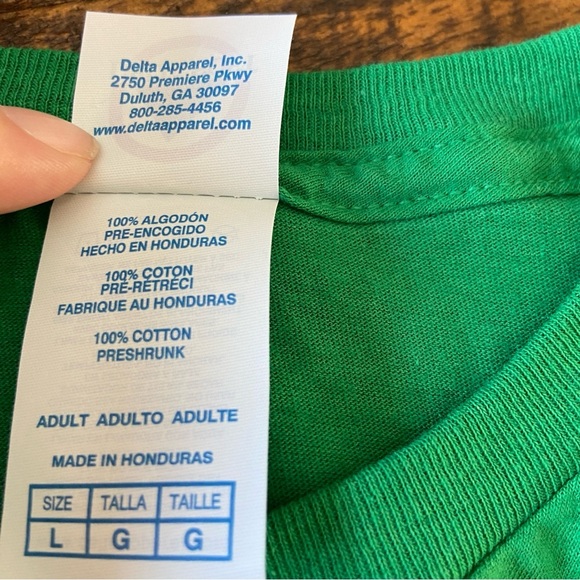 Delta Apparel, Inc.
2750 Premiere Pkwy
Duluth, GA 30097
800-285-4456
www.deltaapparel.com
100% ALGODÓN
PRE-ENCOGIDO
HECHO EN HONDURAS
100% COTON
PRÉ-RÉTRÉCI
FABRIQUE AU HONDURAS
100% COTTON
PRESHRUNK
ADULT ADULTO ADULTE
MADE IN HONDURAS
SIZE TALLA TAILLE
L G G